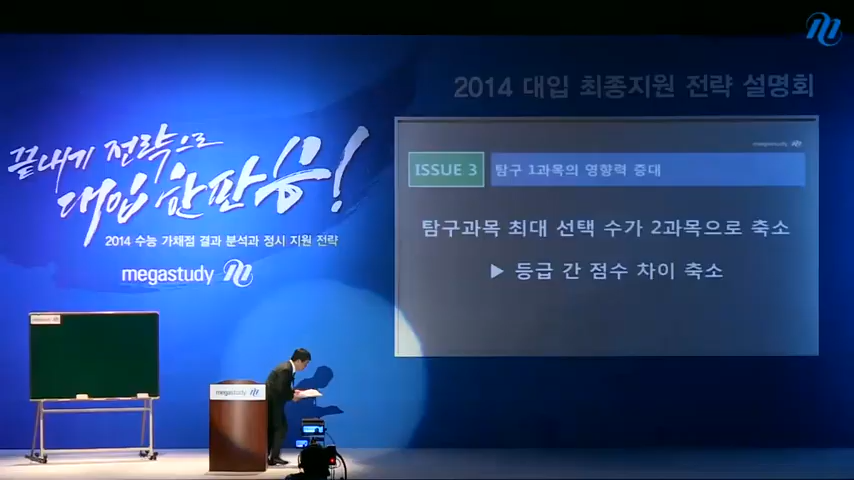 2014 대입 최종지원 전략 설명회
끝내기 전략으로
대입 한판승!
2014 수능 가채점 결과 분석과 정시 지원 전략
megastudy
megastudy
ISSUE 3
탐구 1과목의 영향력 증대
탐구과목 최대 선택 수가 2과목으로 축소
▶ 등급 간 점수 차이 축소
megastudy